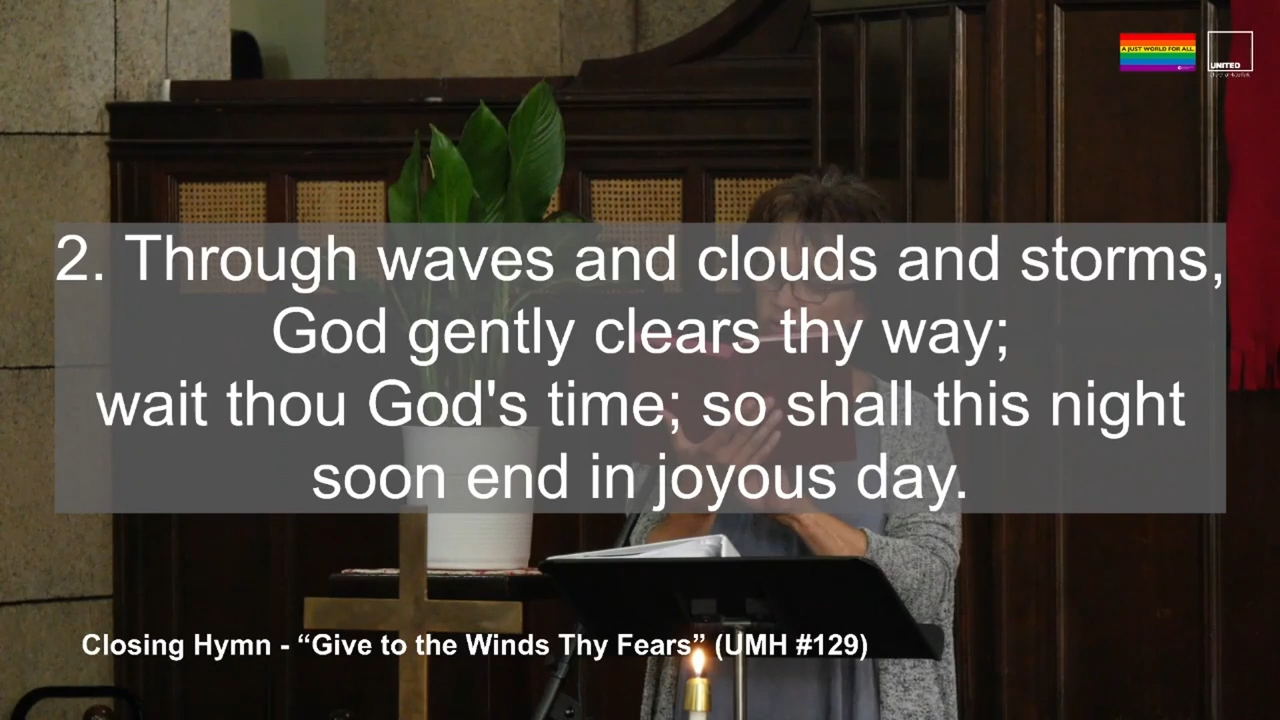 A JUST WORLD FOR ALL
UNITED
2. Through waves and clouds and storms,
God gently clears thy way;
wait thou God's time; so shall this night
soon end in joyous day.
Closing Hymn - “Give to the Winds Thy Fears” (UMH #129)